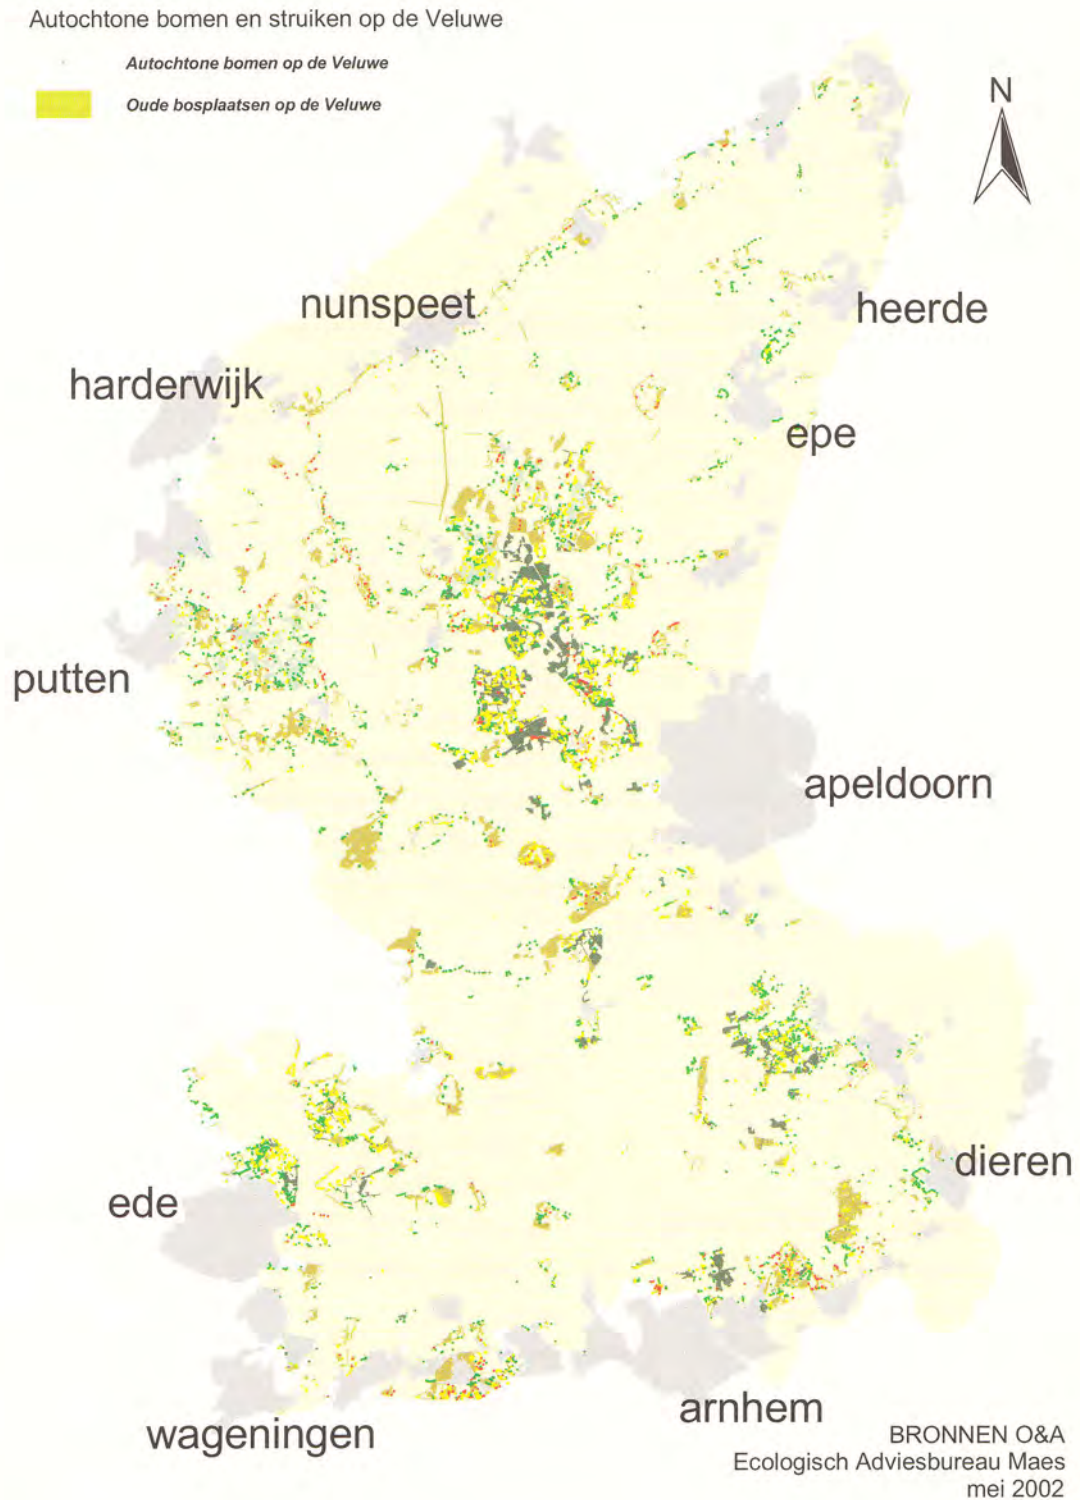 Autochtone bomen en struiken op de Veluwe
Autochtone bomen op de Veluwe
Oude bosplaatsen op de Veluwe
N
nunspeet
heerde
harderwijk
epe
putten
apeldoorn
dieren
ede
arnhem
wageningen
BRONNEN O&A
Ecologisch Adviesbureau Maes
mei 2002